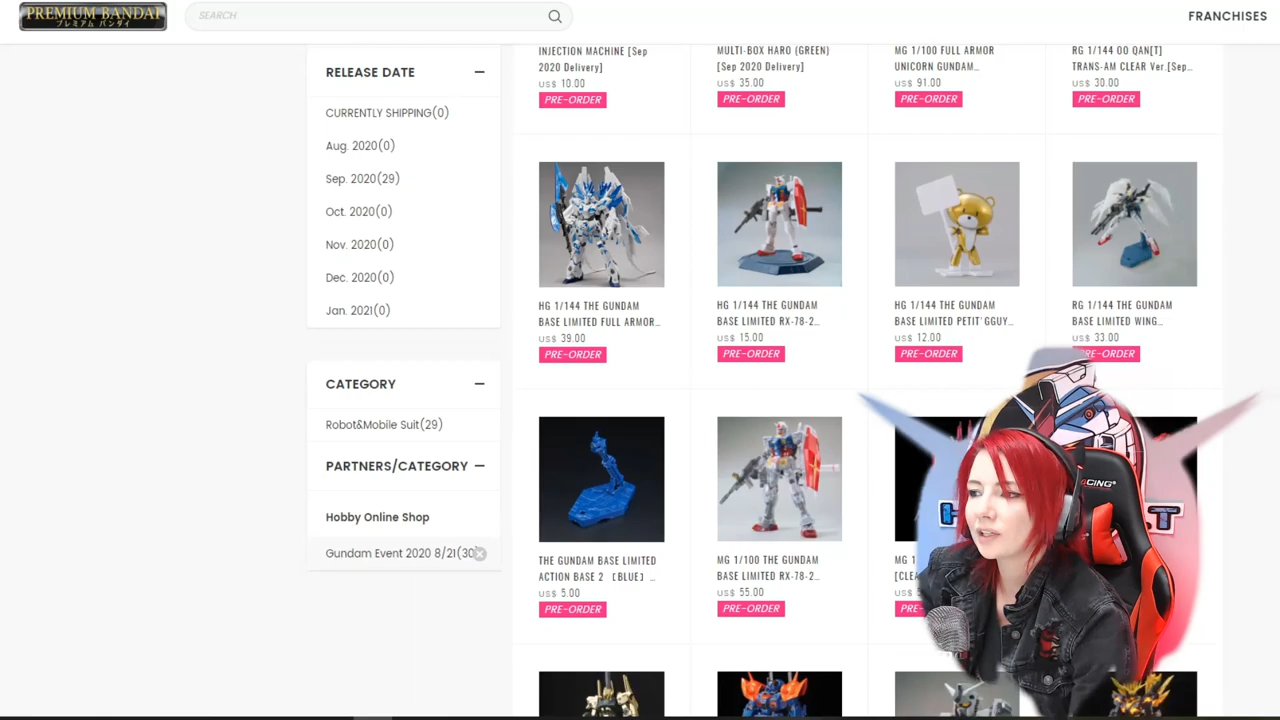 PREMIUM BANDAI
プレミアム バンダイ
SEARCH
FRANCHISES
RELEASE DATE
CURRENTLY SHIPPING(0)
Aug. 2020(0)
Sep. 2020(29)
Oct. 2020(0)
Nov. 2020(0)
Dec. 2020(0)
Jan. 2021(0)
CATEGORY
Robot&Mobile Suit(29)
PARTNERS/CATEGORY
Hobby Online Shop
Gundam Event 2020 8/21(30
INJECTION MACHINE [Sep
2020 Delivery]
US$ 10.00
PRE-ORDER
MULTI-BOX HARO (GREEN)
[Sep 2020 Delivery]
US$ 35.00
PRE-ORDER
MG 1/100 FULL ARMOR
UNICORN GUNDAM...
US$ 91.00
PRE-ORDER
RG 1/144 OO QAN[T]
TRANS-AM CLEAR Ver.[Sep...
US$ 30.00
PRE-ORDER
HG 1/144 THE GUNDAM
BASE LIMITED FULL ARMOR...
US$ 39.00
PRE-ORDER
HG 1/144 THE GUNDAM
BASE LIMITED RX-78-2...
US$ 15.00
PRE-ORDER
HG 1/144 THE GUNDAM
BASE LIMITED PETIT'GGUY...
US$ 12.00
PRE-ORDER
RG 1/144 THE GUNDAM
BASE LIMITED WING...
US$ 33.00
PRE-ORDER
THE GUNDAM BASE LIMITED
ACTION BASE 2 [BLUE] ...
US$ 5.00
PRE-ORDER
MG 1/100 THE GUNDAM
BASE LIMITED RX-78-2...
US$ 55.00
PRE-ORDER
MG
[CLEA
US$
PRE-